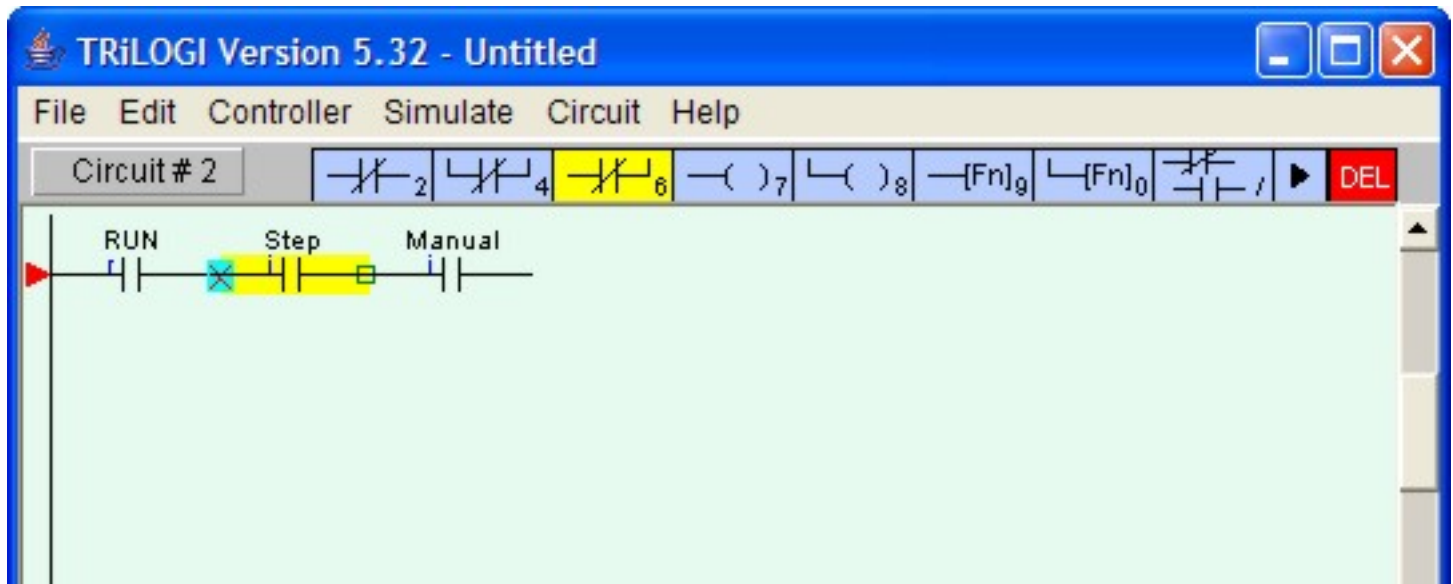 TRiLOGI Version 5.32 - Untitled
File Edit Controller Simulate Circuit Help
Circuit # 2 2 4 6 ( )7 ( )8 [Fn]9 [Fn]0 / DEL
RUN Step Manual
r i i